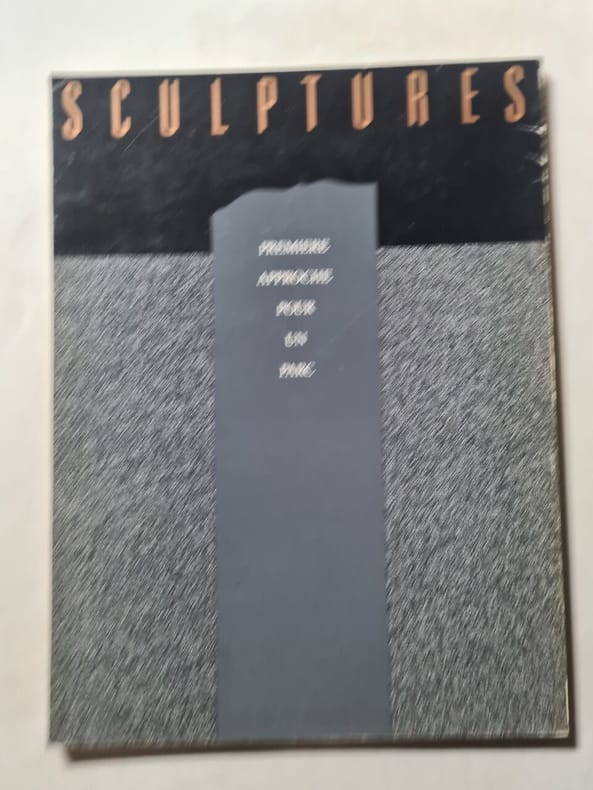 SCULPTURES
PREMIERE
APPROCHE
POUR
UN
PARC